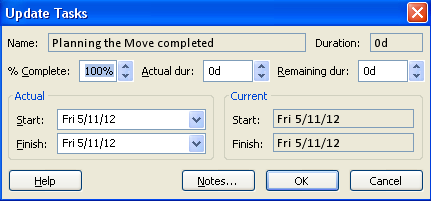 Update Tasks
Name: Planning the Move completed Duration: 0d
% Complete: 100% Actual dur: 0d Remaining dur: 0d
Actual Current
Start: Fri 5/11/12 Start: Fri 5/11/12
Finish: Fri 5/11/12 Finish: Fri 5/11/12
Help Notes... OK Cancel